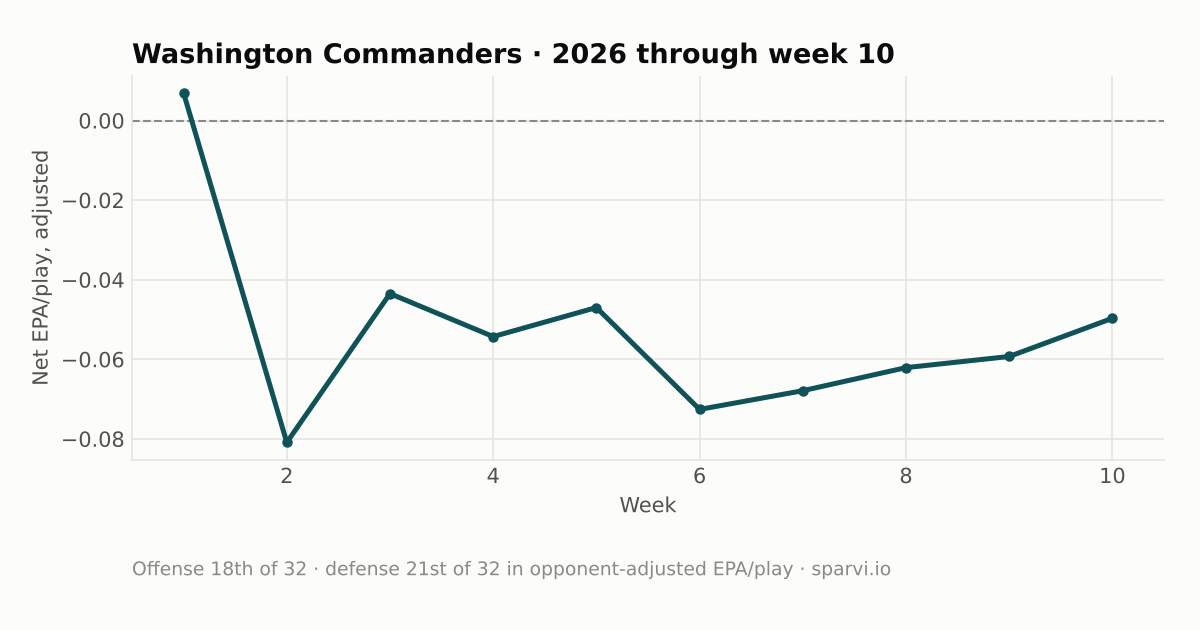 Washington Commanders · 2026 through week 10
Net EPA/play, adjusted
0.00
−0.02
−0.04
−0.06
−0.08
2 4 6 8 10
Week
Offense 18th of 32 · defense 21st of 32 in opponent-adjusted EPA/play · sparvi.io